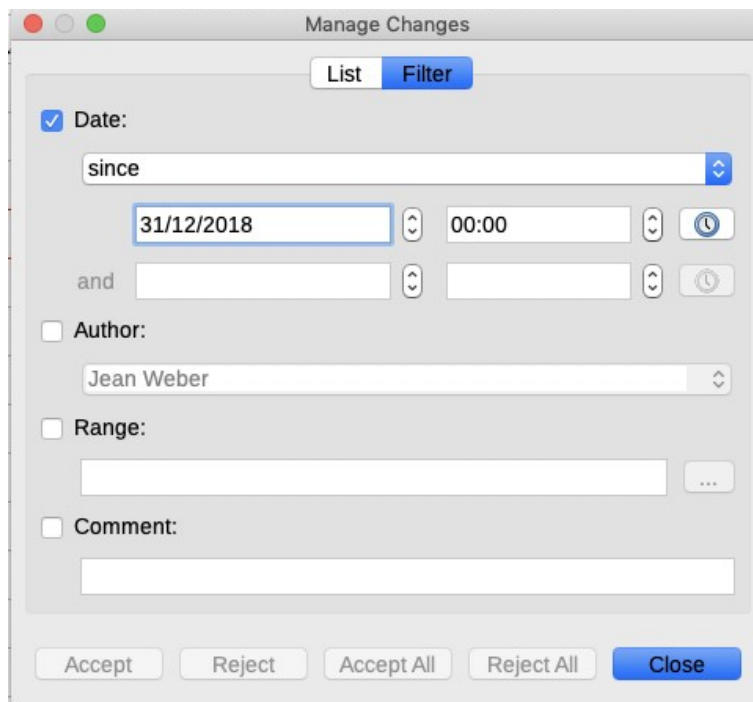 Manage Changes
List Filter
Date:
since
31/12/2018 00:00
and
Author:
Jean Weber
Range:
...
Comment:
Accept Reject Accept All Reject All Close